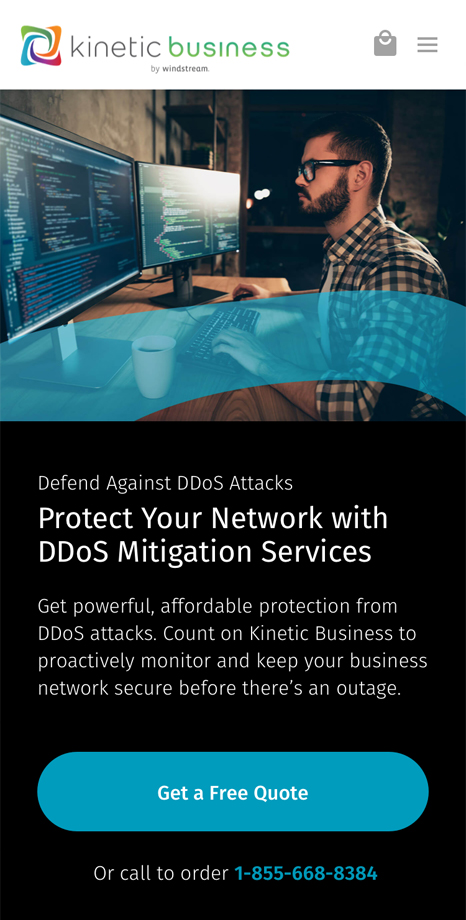 kinetic business
by windstream.
Defend Against DDoS Attacks
Protect Your Network with
DDoS Mitigation Services
Get powerful, affordable protection from
DDoS attacks. Count on Kinetic Business to
proactively monitor and keep your business
network secure before there’s an outage.
Get a Free Quote
Or call to order 1-855-668-8384